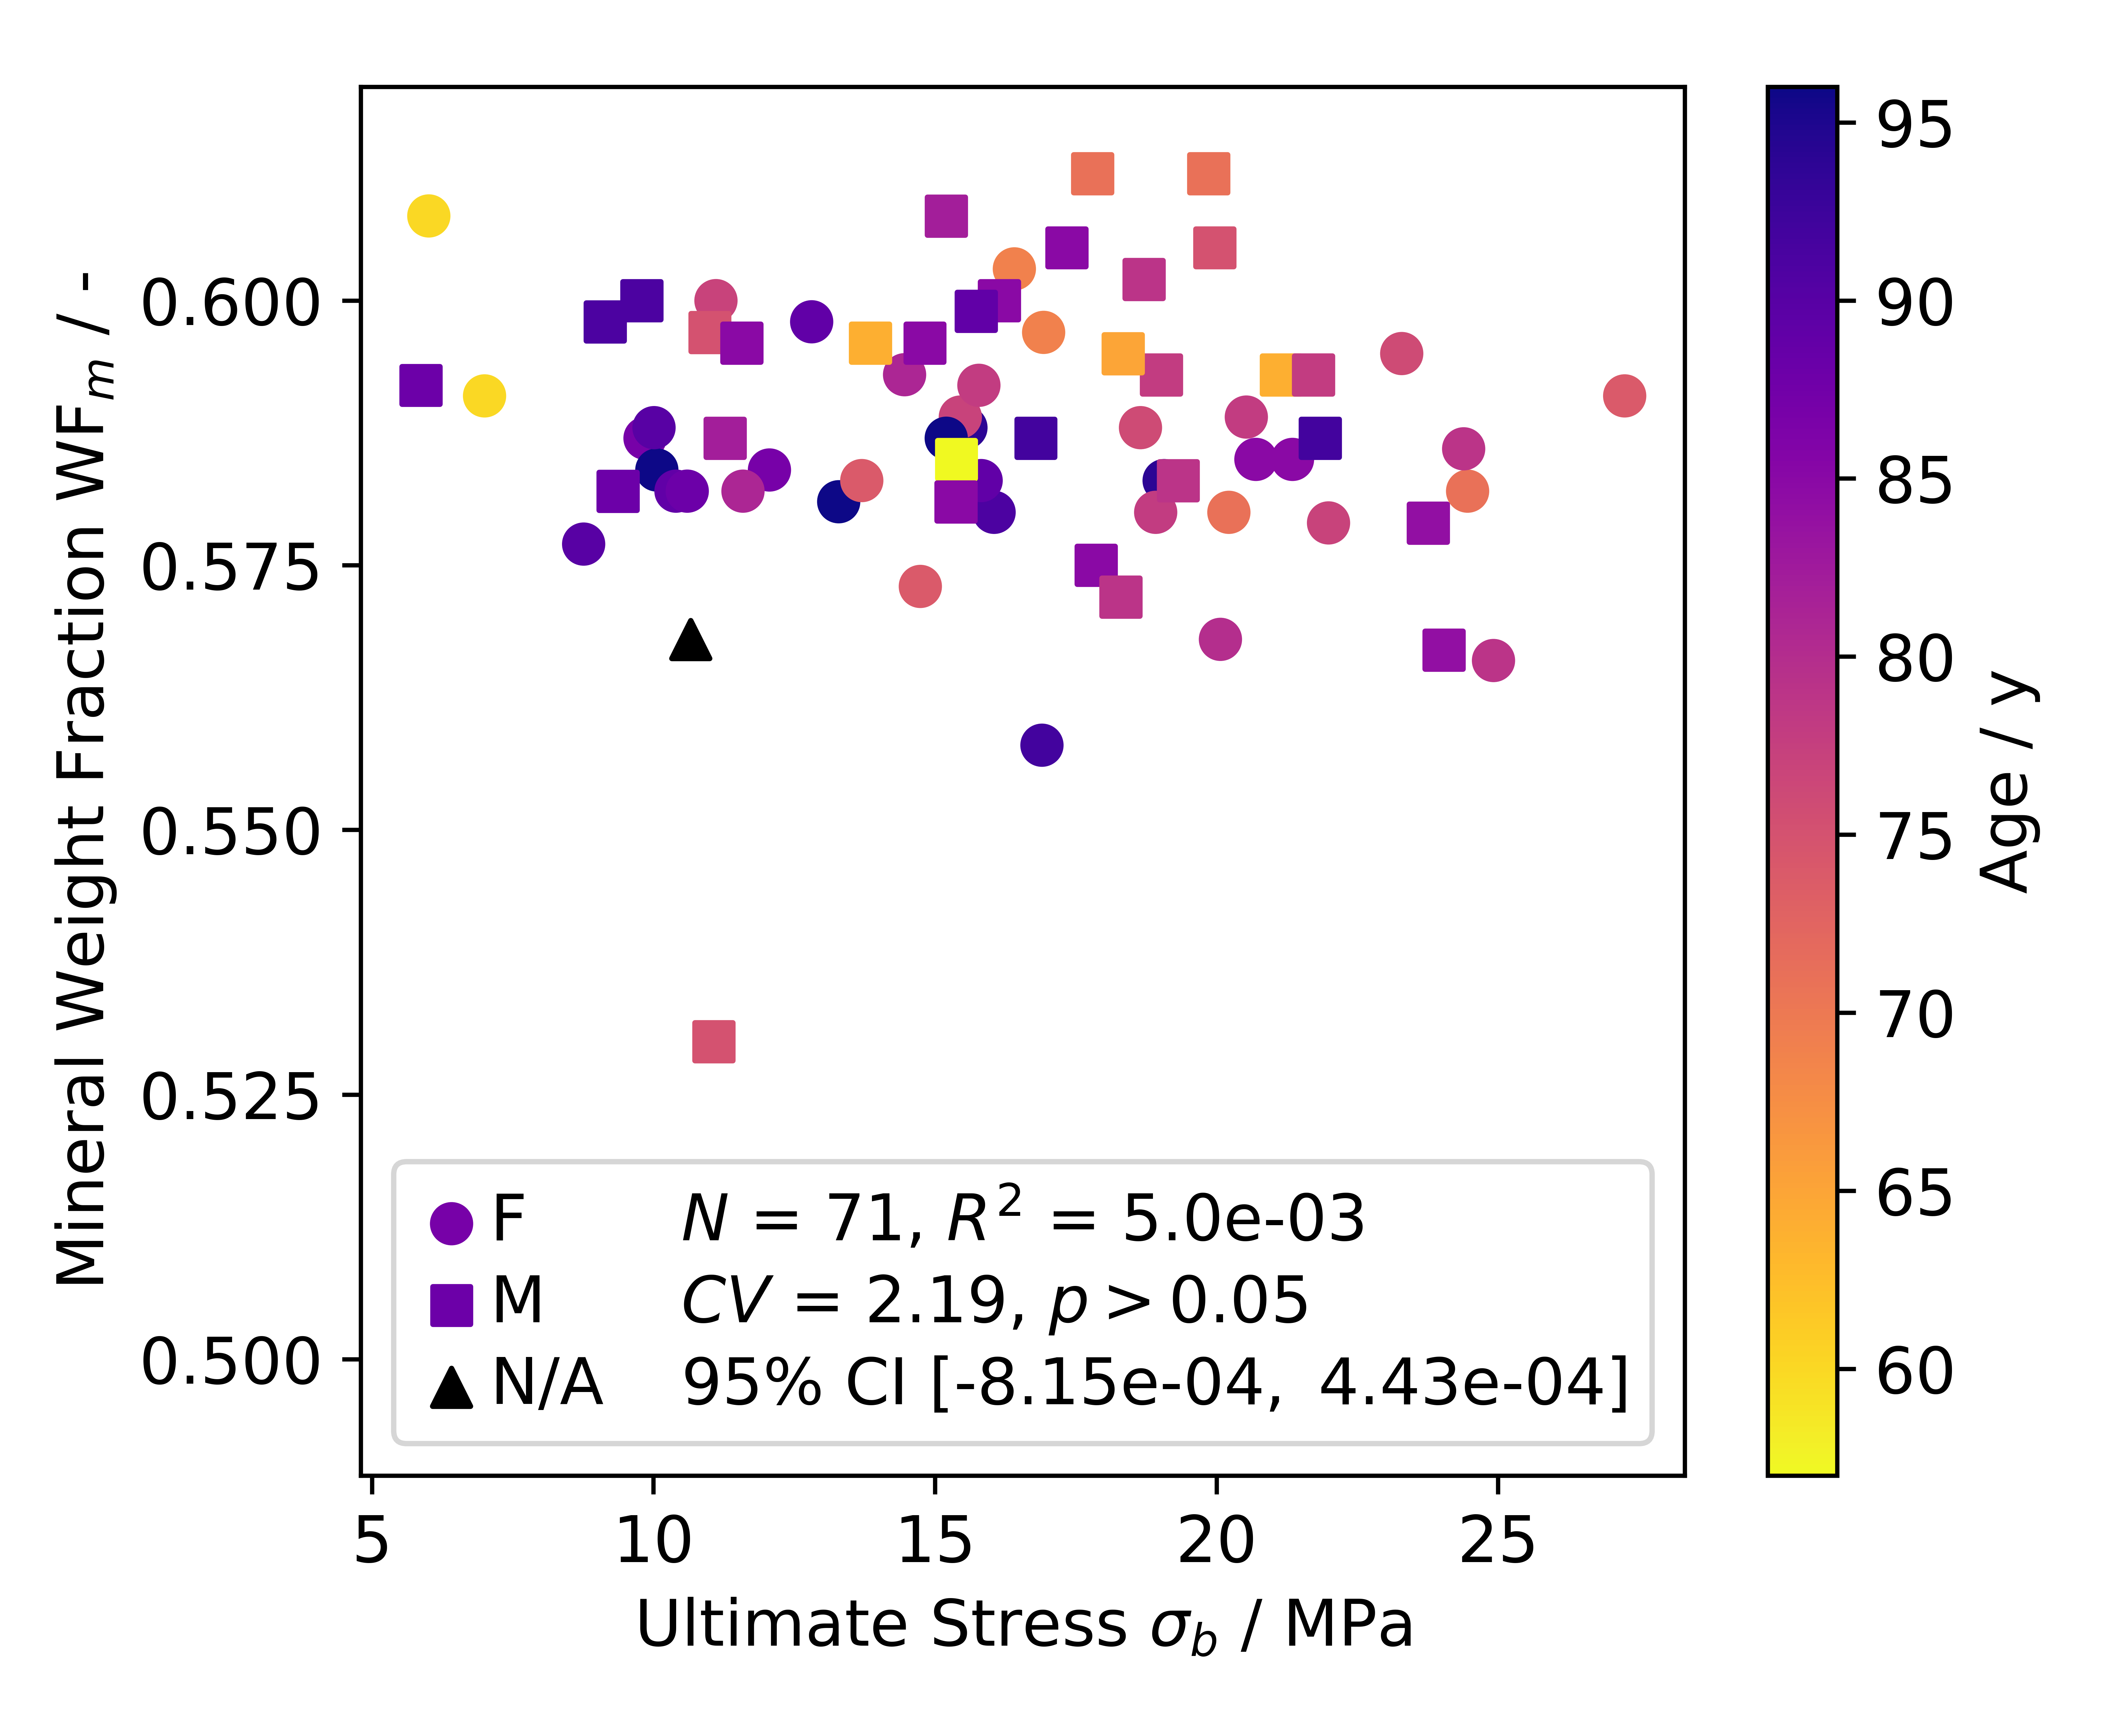 Mineral Weight Fraction WFₘ / -
0.600
0.575
0.550
0.525
0.500
F N = 71, R² = 5.0e-03
M CV = 2.19, p > 0.05
N/A 95% CI [-8.15e-04, 4.43e-04]
5 10 15 20 25
Ultimate Stress σ_b / MPa
95
90
85
80
75
70
65
60
Age / y